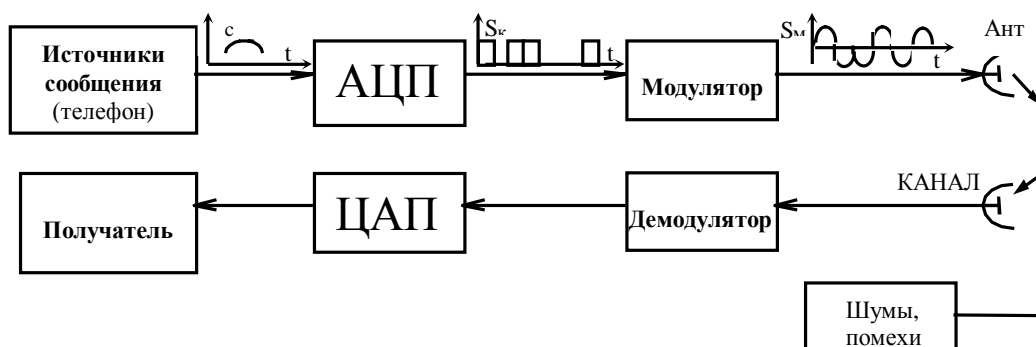 Источники
сообщения
(телефон)
с
t
АЦП
Sк
t
Модулятор
Sм
t
Ант
Получатель
ЦАП
Демодулятор
КАНАЛ
Шумы,
помехи